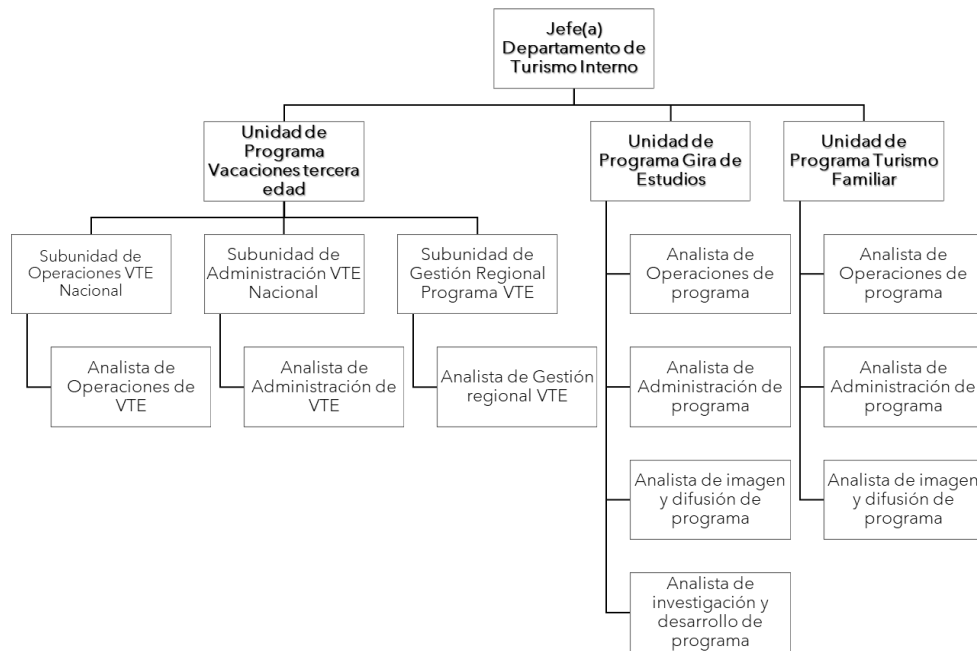 Jefe(a)
Departamento de
Turismo Interno
Unidad de
Programa
Vacaciones tercera
edad
Unidad de
Programa Gira de
Estudios
Unidad de
Programa Turismo
Familiar
Subunidad de
Operaciones VTE
Nacional
Subunidad de
Administración VTE
Nacional
Subunidad de
Gestión Regional
Programa VTE
Analista de
Operaciones de
programa
Analista de
Operaciones de
programa
Analista de
Operaciones de
VTE
Analista de
Administración de
VTE
Analista de Gestión
regional VTE
Analista de
Administración de
programa
Analista de
Administración de
programa
Analista de imagen
y difusión de
programa
Analista de imagen
y difusión de
programa
Analista de
investigación y
desarrollo de
programa